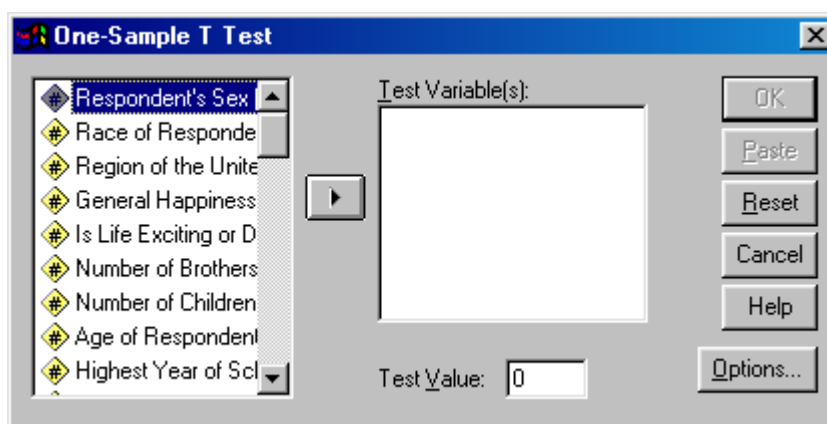 One-Sample T Test
Respondent's Sex
Race of Responde
Region of the Unite
General Happiness
Is Life Exciting or D
Number of Brothers
Number of Children
Age of Respondent
Highest Year of Scl
Test Variable(s):
Test Value: 0
OK
Paste
Reset
Cancel
Help
Options...